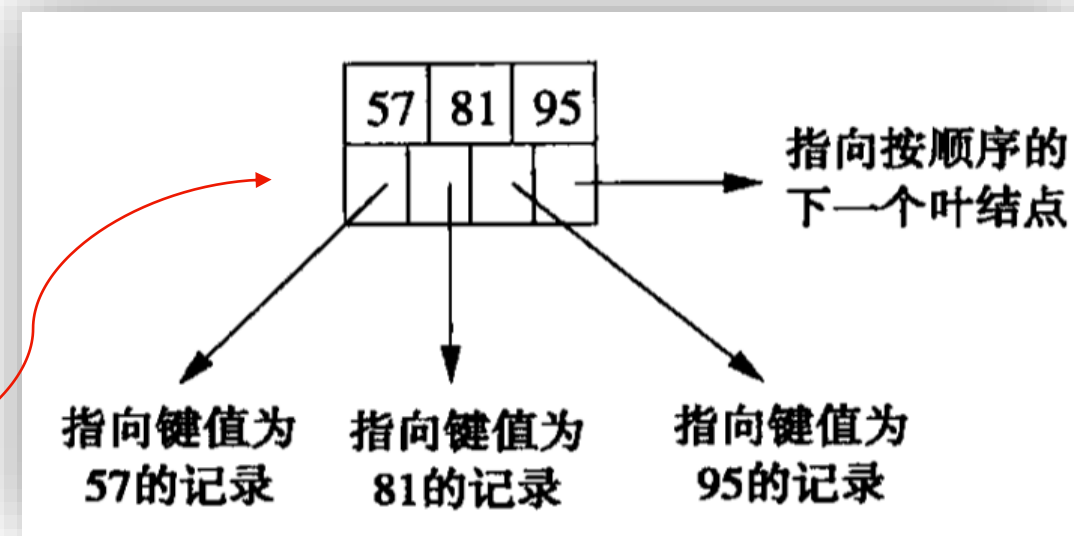 57 81 95
指向按顺序的
下一个叶结点
指向键值为
57的记录
指向键值为
81的记录
指向键值为
95的记录